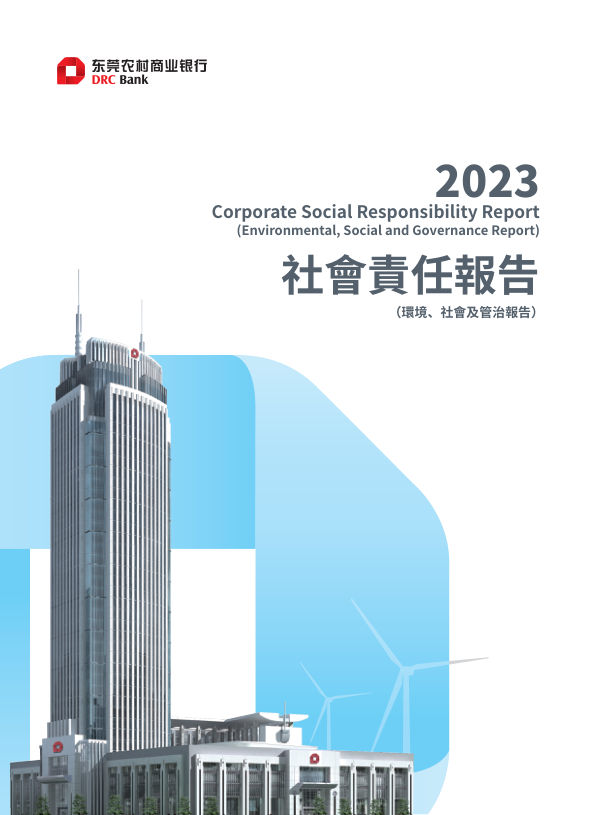 东莞农村商业银行
DRC Bank
2023
Corporate Social Responsibility Report
(Environmental, Social and Governance Report)
社會責任報告
（環境、社會及管治報告）